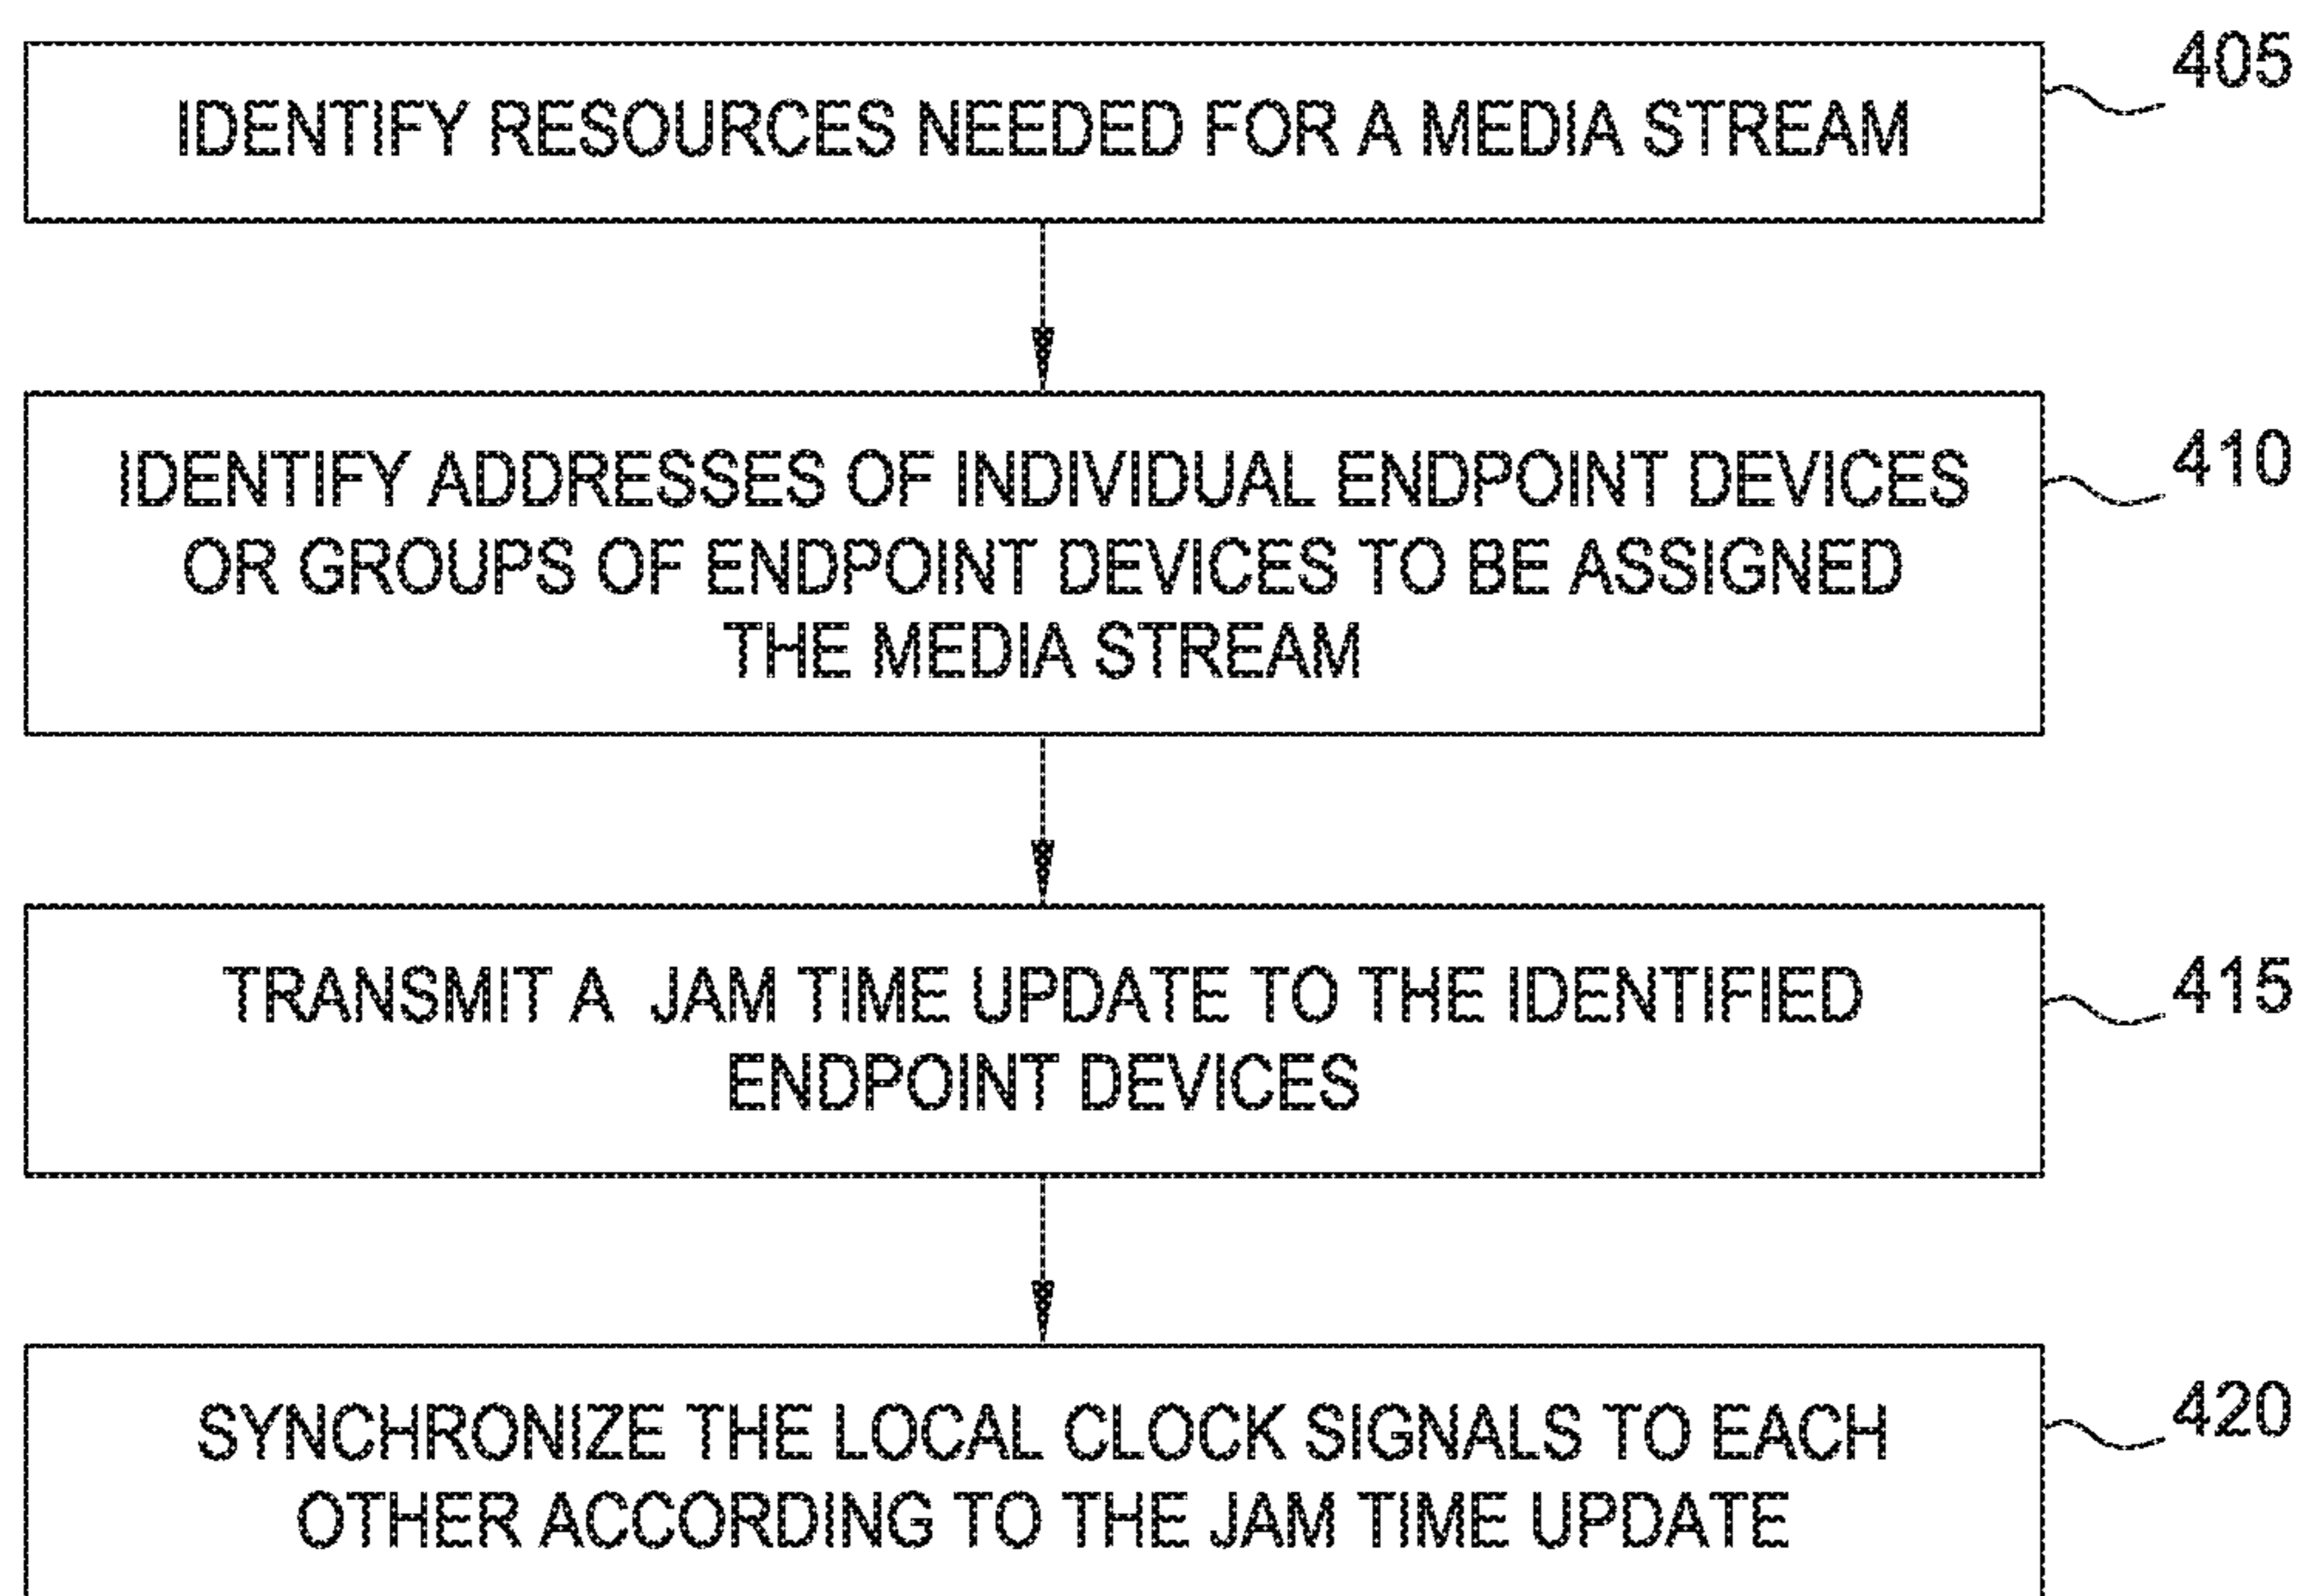 405
IDENTIFY RESOURCES NEEDED FOR A MEDIA STREAM
410
IDENTIFY ADDRESSES OF INDIVIDUAL ENDPOINT DEVICES
OR GROUPS OF ENDPOINT DEVICES TO BE ASSIGNED
THE MEDIA STREAM
415
TRANSMIT A JAM TIME UPDATE TO THE IDENTIFIED
ENDPOINT DEVICES
420
SYNCHRONIZE THE LOCAL CLOCK SIGNALS TO EACH
OTHER ACCORDING TO THE JAM TIME UPDATE